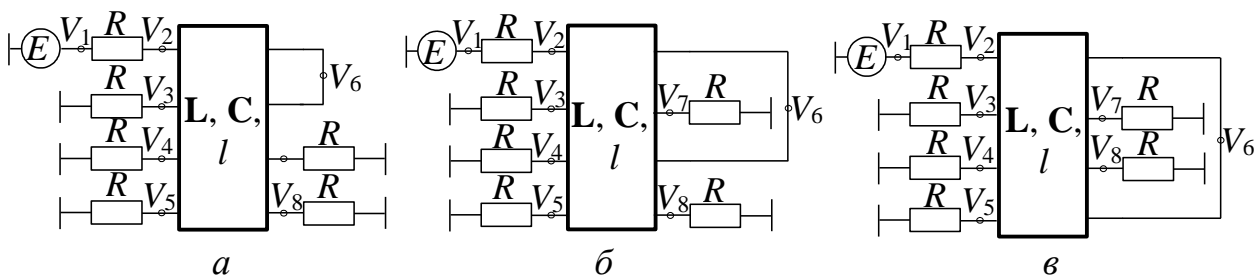 E V1 R V2
R V3
R V4
R V5
L, C, l
V6
R
V8 R
а
E V1 R V2
R V3
R V4
R V5
L, C, l
V7 R
V6
V8 R
б
E V1 R V2
R V3
R V4
R V5
L, C, l
V7 R
V8 R
V6
в